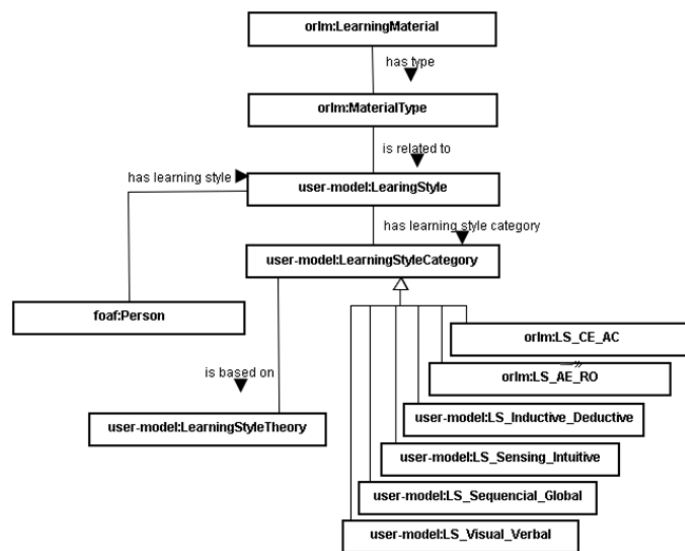 orlm:LearningMaterial
has type
orlm:MaterialType
is related to
has learning style
user-model:LearingStyle
has learning style category
user-model:LearningStyleCategory
foaf:Person
orlm:LS_CE_AC
is based on
orlm:LS_AE_RO
user-model:LearningStyleTheory
user-model:LS_Inductive_Deductive
user-model:LS_Sensing_Intuitive
user-model:LS_Sequencial_Global
user-model:LS_Visual_Verbal